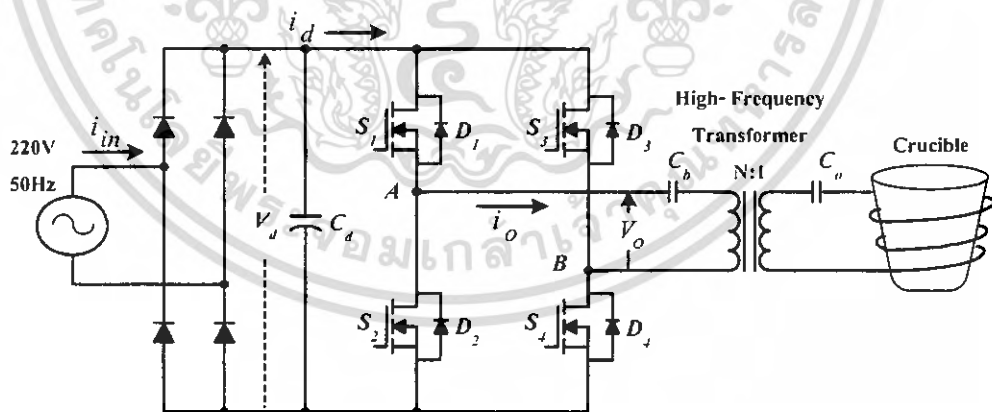 i_d
S_1
D_1
S_3
D_3
High- Frequency
Transformer
N:1
C_b
C_o
Crucible
i_in
220V
50Hz
V_d
C_d
A
i_o
V_o
B
S_2
D_2
S_4
D_4